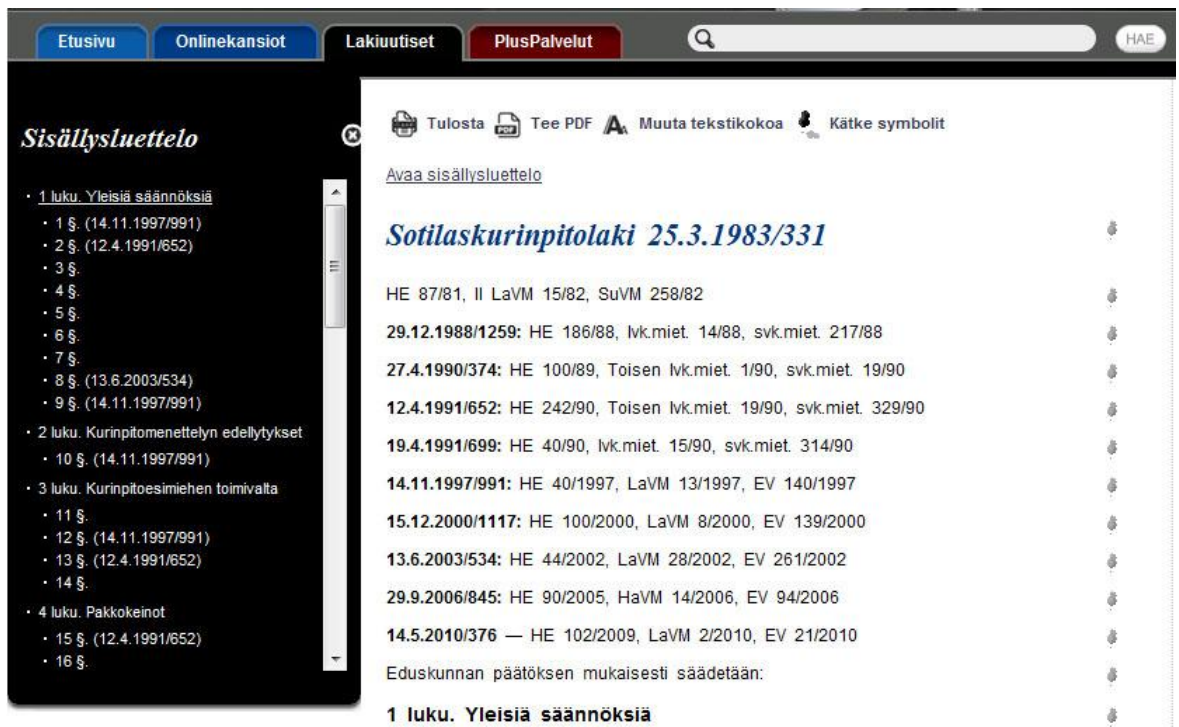 Etusivu
Onlinekansiot
Lakiuutiset
PlusPalvelut
HAE
Sisällysluettelo
• 1 luku. Yleisiä säännöksiä
• 1 §. (14.11.1997/991)
• 2 §. (12.4.1991/652)
• 3 §.
• 4 §.
• 5 §.
• 6 §.
• 7 §.
• 8 §. (13.6.2003/534)
• 9 §. (14.11.1997/991)
• 2 luku. Kurinpitomenettelyn edellytykset
• 10 §. (14.11.1997/991)
• 3 luku. Kurinpitoesimiehen toimivalta
• 11 §.
• 12 §. (14.11.1997/991)
• 13 §. (12.4.1991/652)
• 14 §.
• 4 luku. Pakkokeinot
• 15 §. (12.4.1991/652)
• 16 §.
Tulosta PDF Tee PDF Muuta tekstikokoa Kätke symbolit
Avaa sisällysluettelo
Sotilaskurinpitolaki 25.3.1983/331
HE 87/81, II LaVM 15/82, SuVM 258/82
29.12.1988/1259: HE 186/88, lvk.miet. 14/88, svk.miet. 217/88
27.4.1990/374: HE 100/89, Toisen lvk.miet. 1/90, svk.miet. 19/90
12.4.1991/652: HE 242/90, Toisen lvk.miet. 19/90, svk.miet. 329/90
19.4.1991/699: HE 40/90, lvk.miet. 15/90, svk.miet. 314/90
14.11.1997/991: HE 40/1997, LaVM 13/1997, EV 140/1997
15.12.2000/1117: HE 100/2000, LaVM 8/2000, EV 139/2000
13.6.2003/534: HE 44/2002, LaVM 28/2002, EV 261/2002
29.9.2006/845: HE 90/2005, HaVM 14/2006, EV 94/2006
14.5.2010/376 — HE 102/2009, LaVM 2/2010, EV 21/2010
Eduskunnan päätöksen mukaisesti säädetään:
1 luku. Yleisiä säännöksiä